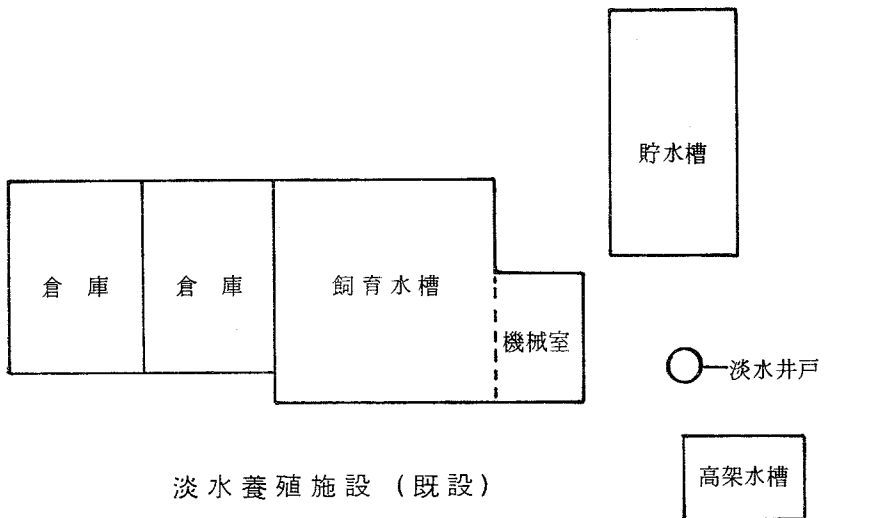 貯水槽
倉庫
倉庫
飼育水槽
機械室
淡水井戸
高架水槽
淡水養殖施設(既設)